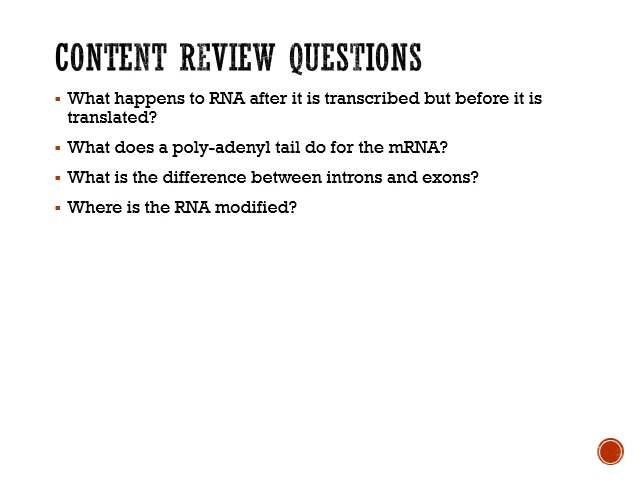 CONTENT REVIEW QUESTIONS
▪ What happens to RNA after it is transcribed but before it is
translated?
▪ What does a poly-adenyl tail do for the mRNA?
▪ What is the difference between introns and exons?
▪ Where is the RNA modified?